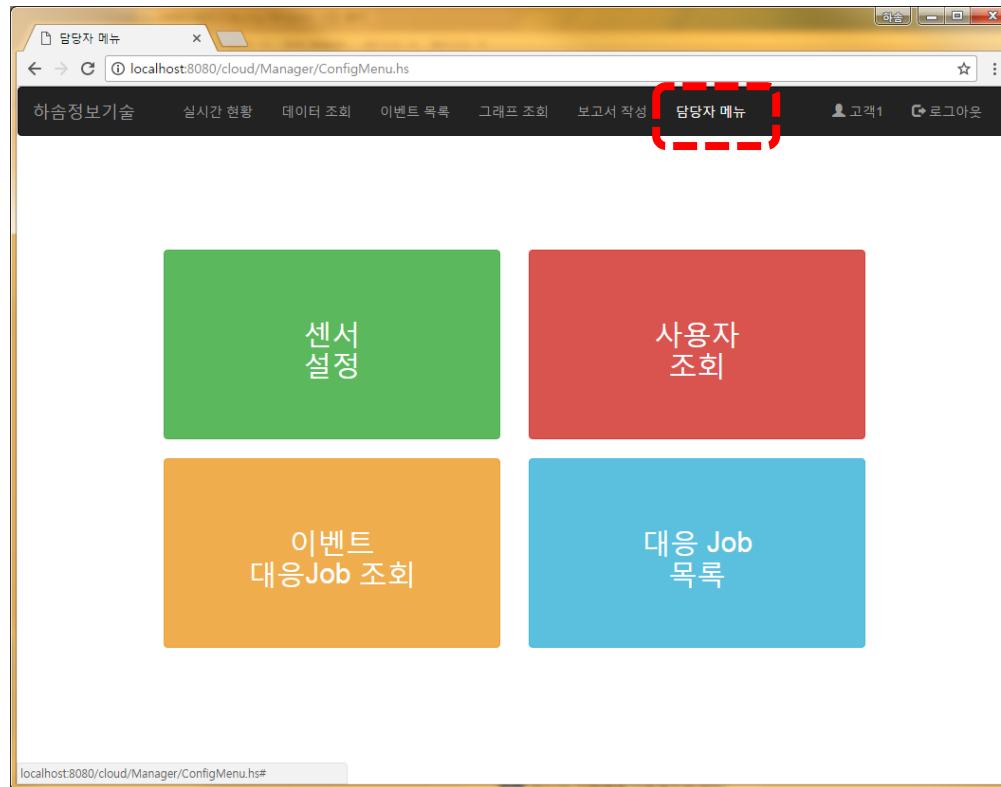 하솜
담당자 메뉴
localhost:8080/cloud/Manager/ConfigMenu.hs
하솜정보기술 실시간 현황 데이터 조회 이벤트 목록 그래프 조회 보고서 작성 담당자 메뉴 고객1 로그아웃
센서
설정
사용자
조회
이벤트
대응Job 조회
대응 Job
목록
localhost:8080/cloud/Manager/ConfigMenu.hs#